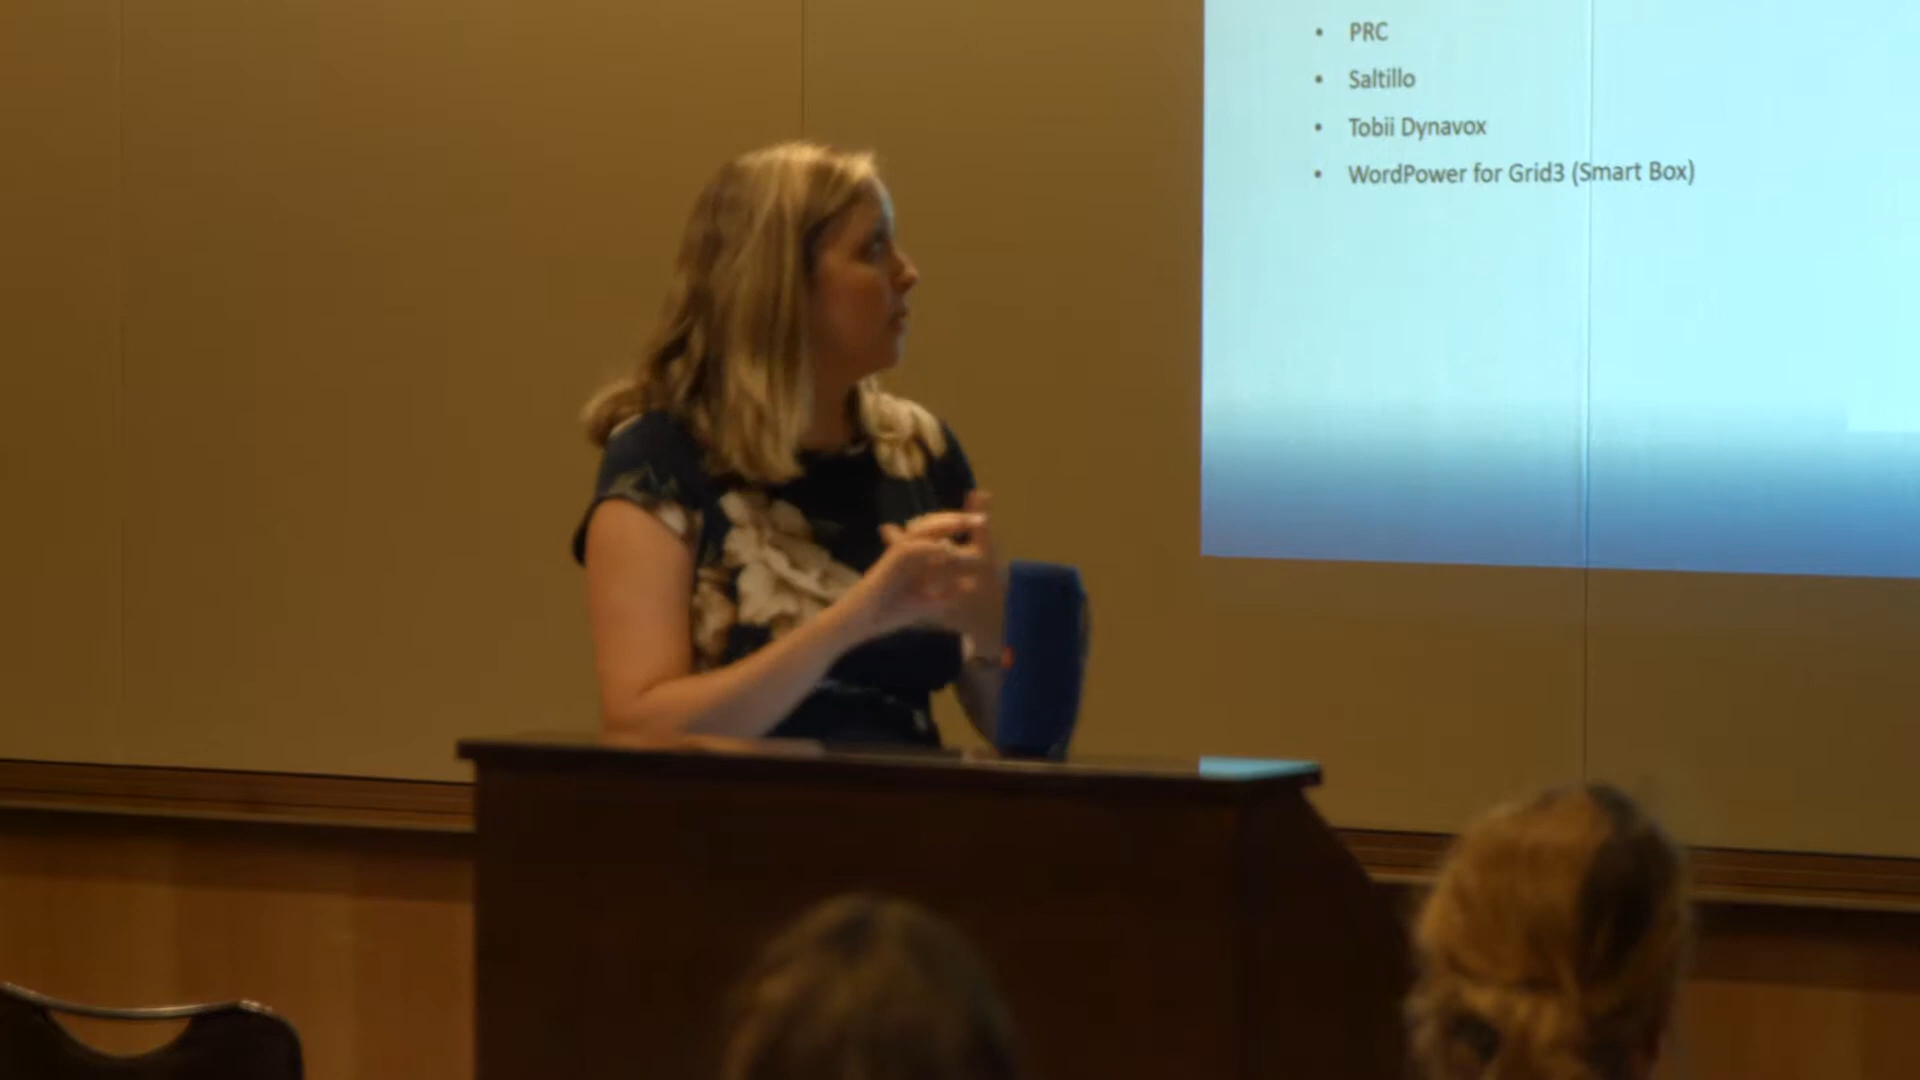 • PRC
• Saltillo
• Tobii Dynavox
• WordPower for Grid3 (Smart Box)